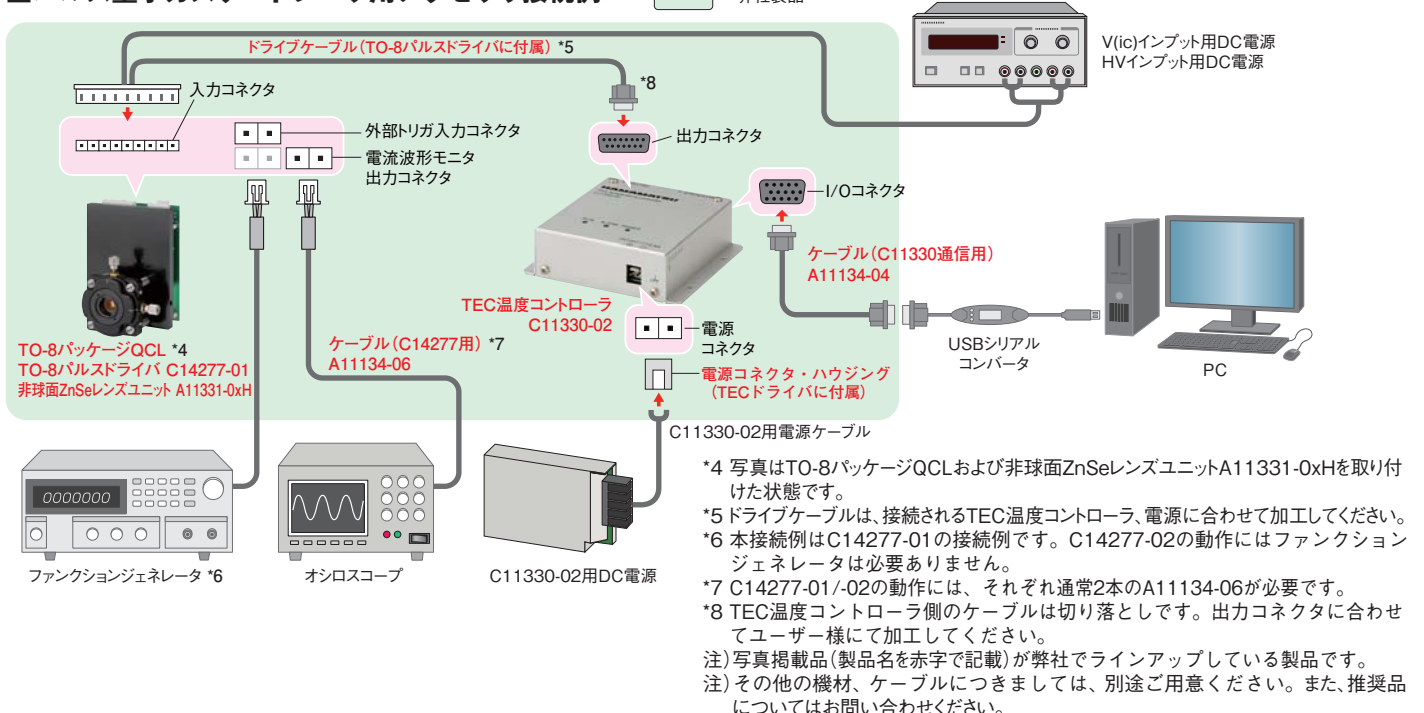 ドライブケーブル（TO-8パルスドライバに付属） *5
V(ic)インプット用DC電源
HVインプット用DC電源
入力コネクタ
*8
外部トリガ入力コネクタ
電流波形モニタ
出力コネクタ
出力コネクタ
HAMAMATSU
I/Oコネクタ
ケーブル（C11330通信用）
A11134-04
TEC温度コントローラ
C11330-02
電源
コネクタ
USBシリアル
コンバータ
PC
TO-8パッケージQCL *4
TO-8パルスドライバ C14277-01
非球面ZnSeレンズユニット A11331-0xH
ケーブル（C14277用） *7
A11134-06
電源コネクタ・ハウジング
（TECドライバに付属）
C11330-02用電源ケーブル
0000000
ファンクションジェネレータ *6
オシロスコープ
C11330-02用DC電源
*4 写真はTO-8パッケージQCLおよび非球面ZnSeレンズユニットA11331-0xHを取り付
けた状態です。
*5 ドライブケーブルは、接続されるTEC温度コントローラ、電源に合わせて加工してください。
*6 本接続例はC14277-01の接続例です。C14277-02の動作にはファンクション
ジェネレータは必要ありません。
*7 C14277-01/-02の動作には、それぞれ通常2本のA11134-06が必要です。
*8 TEC温度コントローラ側のケーブルは切り落としです。出力コネクタに合わせ
てユーザー様にて加工してください。
注）写真掲載品（製品名を赤字で記載）が弊社でラインアップしている製品です。
注）その他の機材、ケーブルにつきましては、別途ご用意ください。また、推奨品
についてはお問い合わせください。